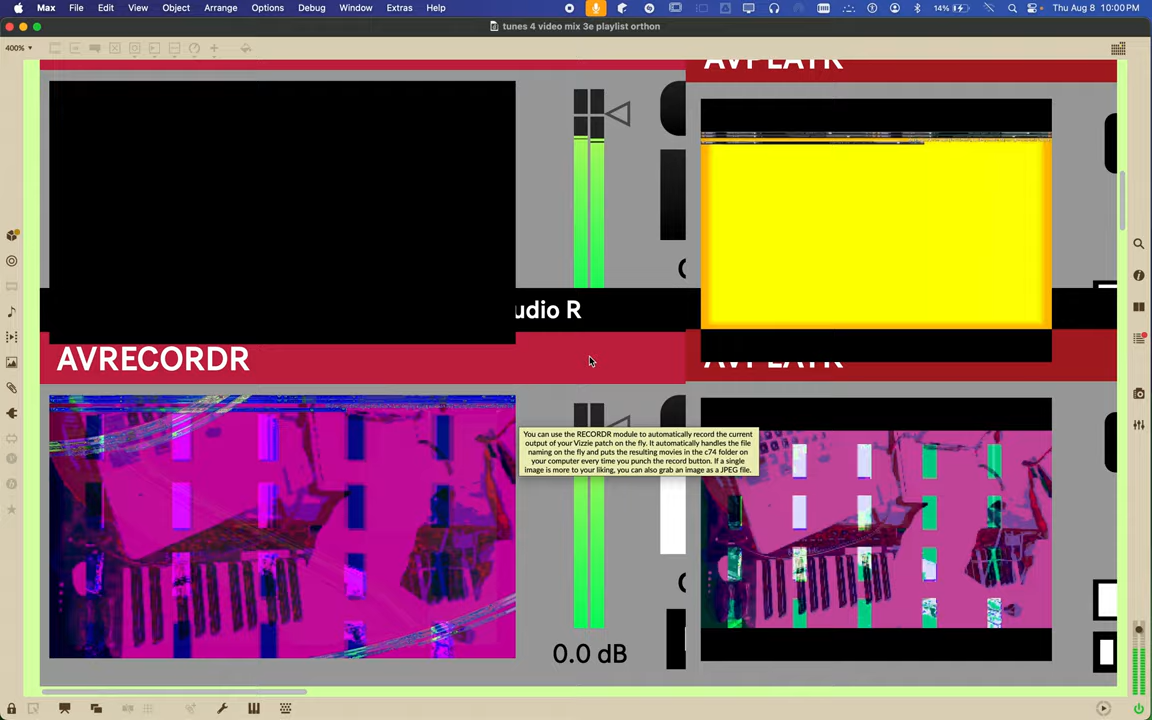 Max File Edit View Object Arrange Options Debug Window Extras Help
14% Thu Aug 8 10:00 PM
tunes 4 video mix 3e playlist orthon
400%
AVPLAYR
udio R
AVRECORDR
AVPLAYR
You can use the RECORDR module to automatically record the current
output of your Vizzie patch on the fly. It automatically handles the file
naming on the fly and puts the resulting movies in the c74 folder on
your computer every time you punch the record button. If a single
image is more to your liking, you can also grab an image as a JPEG file.
0.0 dB